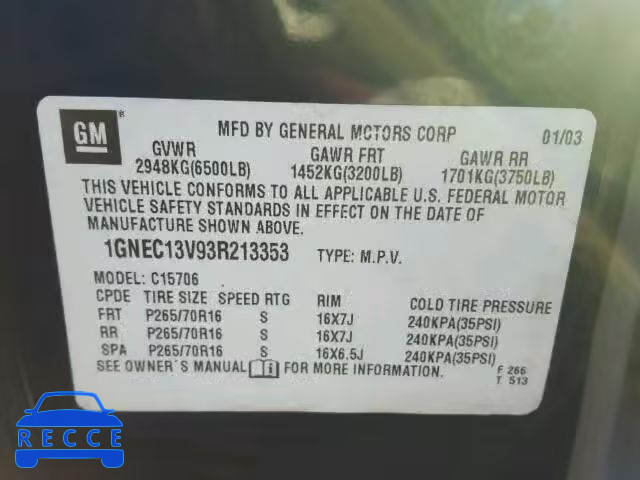 GM ®
MFD BY GENERAL MOTORS CORP 01/03
GVWR GAWR FRT GAWR RR
2948KG(6500LB) 1452KG(3200LB) 1701KG(3750LB)
THIS VEHICLE CONFORMS TO ALL APPLICABLE U.S. FEDERAL MOTOR
VEHICLE SAFETY STANDARDS IN EFFECT ON THE DATE OF
MANUFACTURE SHOWN ABOVE.
1GNEC13V93R213353 TYPE: M.P.V.
MODEL: C15706
CPDE TIRE SIZE SPEED RTG RIM COLD TIRE PRESSURE
FRT P265/70R16 S 16X7J 240KPA(35PSI)
RR P265/70R16 S 16X7J 240KPA(35PSI)
SPA P265/70R16 S 16X6.5J 240KPA(35PSI)
SEE OWNER'S MANUAL i FOR MORE INFORMATION.
F 266
T 513